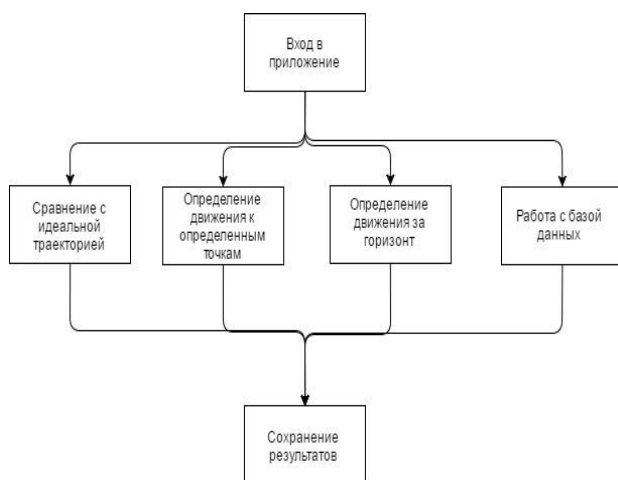 Вход в
приложение
Сравнение с
идеальной
траекторией
Определение
движения к
определенным
точкам
Определение
движения за
горизонт
Работа с базой
данных
Сохранение
результатов